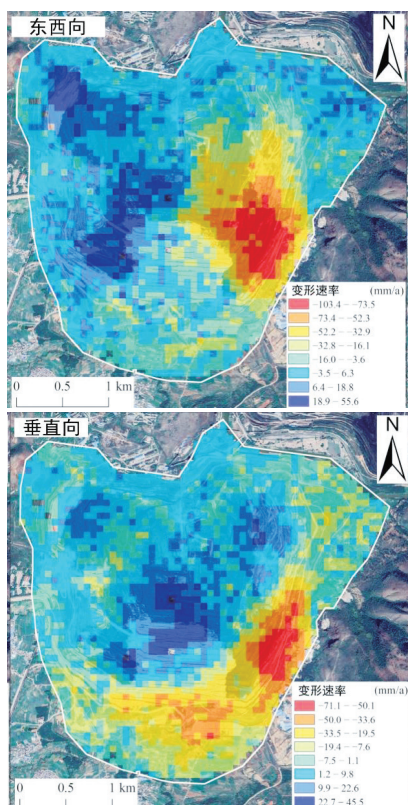 东西向
N
变形速率 (mm/a)
-103.4 - -73.5
-73.4 - -52.3
-52.2 - -32.9
-32.8 - -16.1
-16.0 - -3.6
-3.5 - 6.3
6.4 - 18.8
18.9 - 55.6
0 0.5 1 km
垂直向
N
变形速率 (mm/a)
-71.1 - -50.1
-50.0 - -33.6
-33.5 - -19.5
-19.4 - -7.6
-7.5 - 1.1
1.2 - 9.8
9.9 - 22.6
22.7 - 45.5
0 0.5 1 km